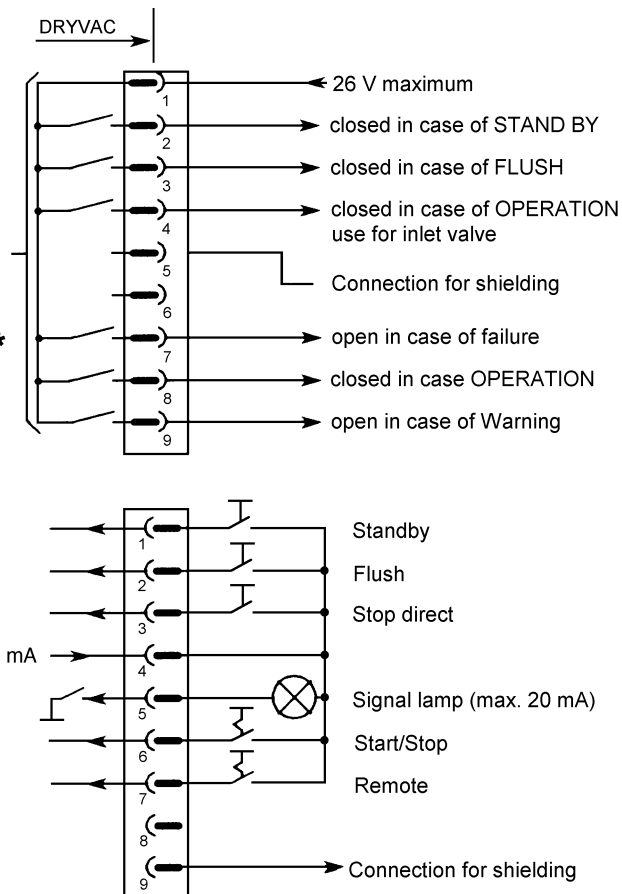 DRYVAC
1 26 V maximum
2 closed in case of STAND BY
3 closed in case of FLUSH
4 closed in case of OPERATION
use for inlet valve
5 Connection for shielding
6
* 7 open in case of failure
8 closed in case OPERATION
9 open in case of Warning
1 Standby
2 Flush
3 Stop direct
mA 4
5 Signal lamp (max. 20 mA)
6 Start/Stop
7 Remote
8
9 Connection for shielding